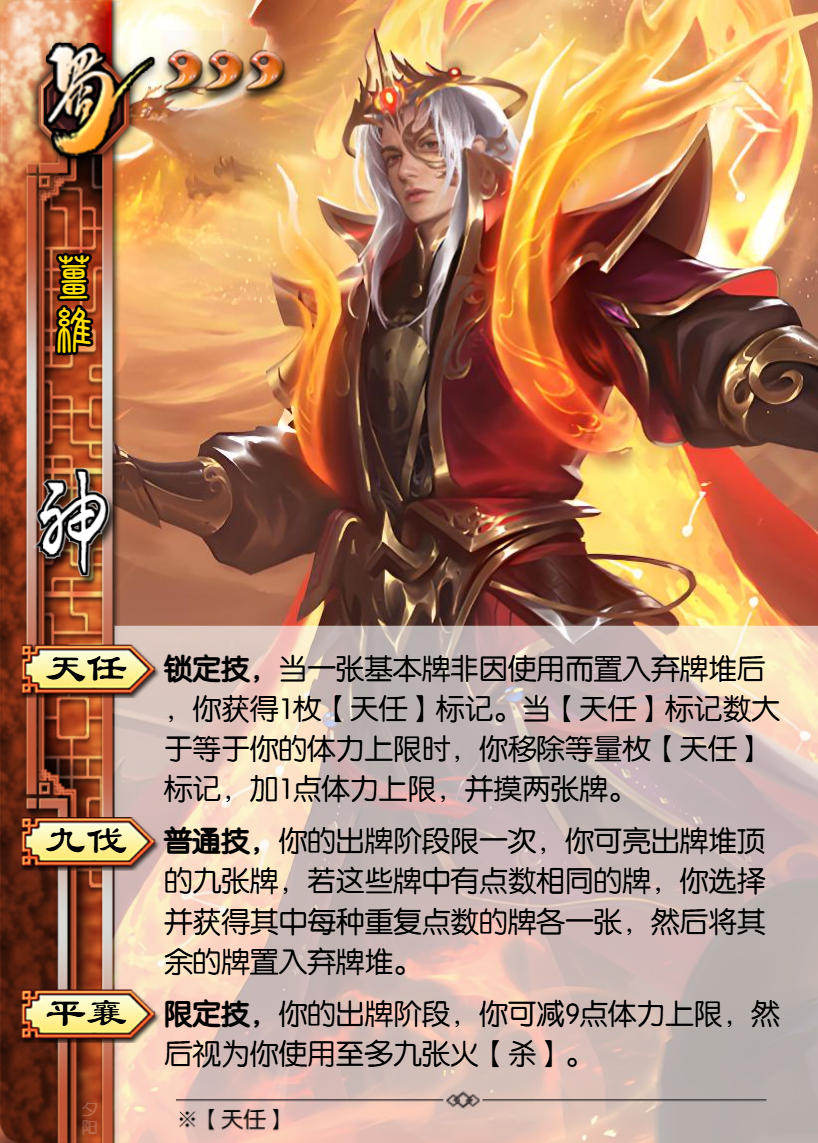 蜀
薑維
神
天任
锁定技，当一张基本牌非因使用而置入弃牌堆后
，你获得1枚【天任】标记。当【天任】标记数大
于等于你的体力上限时，你移除等量枚【天任】
标记，加1点体力上限，并摸两张牌。
九伐
普通技，你的出牌阶段限一次，你可亮出牌堆顶
的九张牌，若这些牌中有点数相同的牌，你选择
并获得其中每种重复点数的牌各一张，然后将其
余的牌置入弃牌堆。
平襄
限定技，你的出牌阶段，你可减9点体力上限，然
后视为你使用至多九张火【杀】。
※【天任】
夕阳